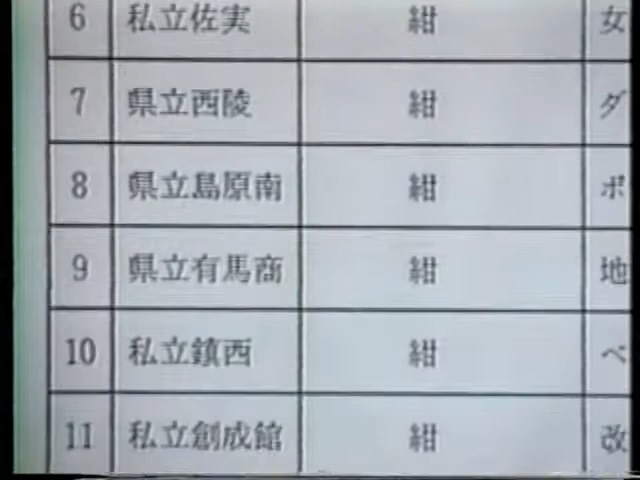 6 私立佐実 紺 女
7 県立西陵 紺 ダ
8 県立島原南 紺 ポ
9 県立有馬商 紺 地
10 私立鎮西 紺 ベ
11 私立創成館 紺 改